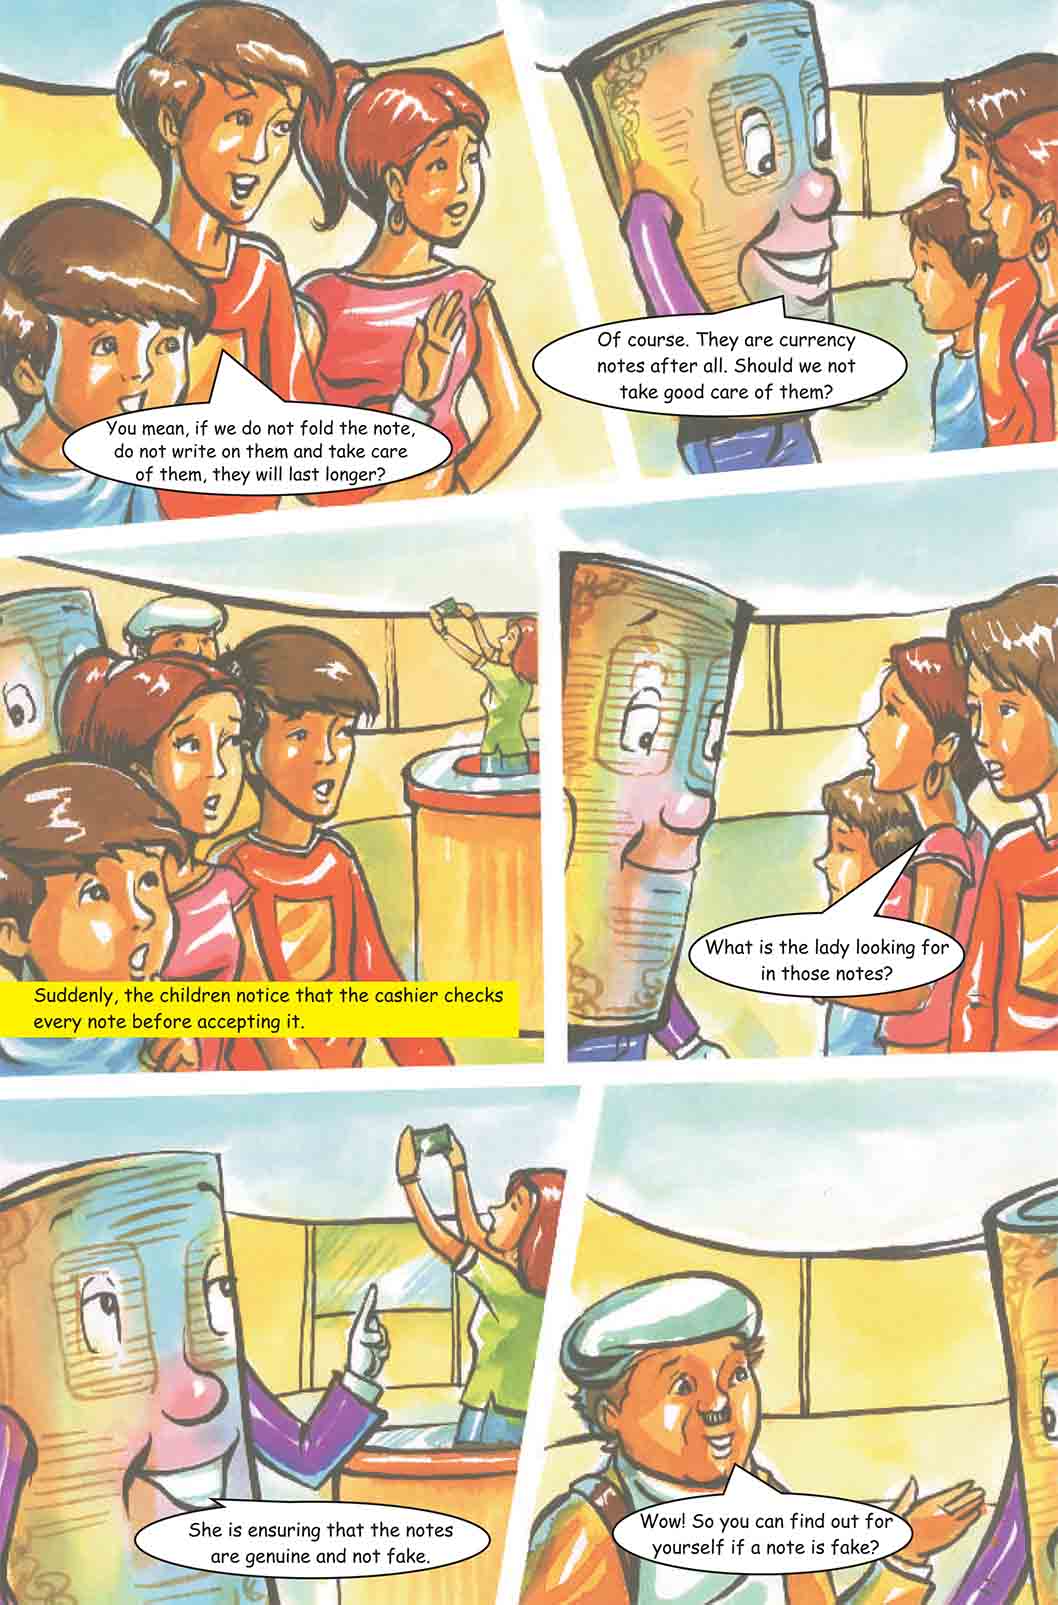 You mean, if we do not fold the note,
do not write on them and take care
of them, they will last longer?
Of course. They are currency
notes after all. Should we not
take good care of them?
Suddenly, the children notice that the cashier checks
every note before accepting it.
What is the lady looking for
in those notes?
She is ensuring that the notes
are genuine and not fake.
Wow! So you can find out for
yourself if a note is fake?